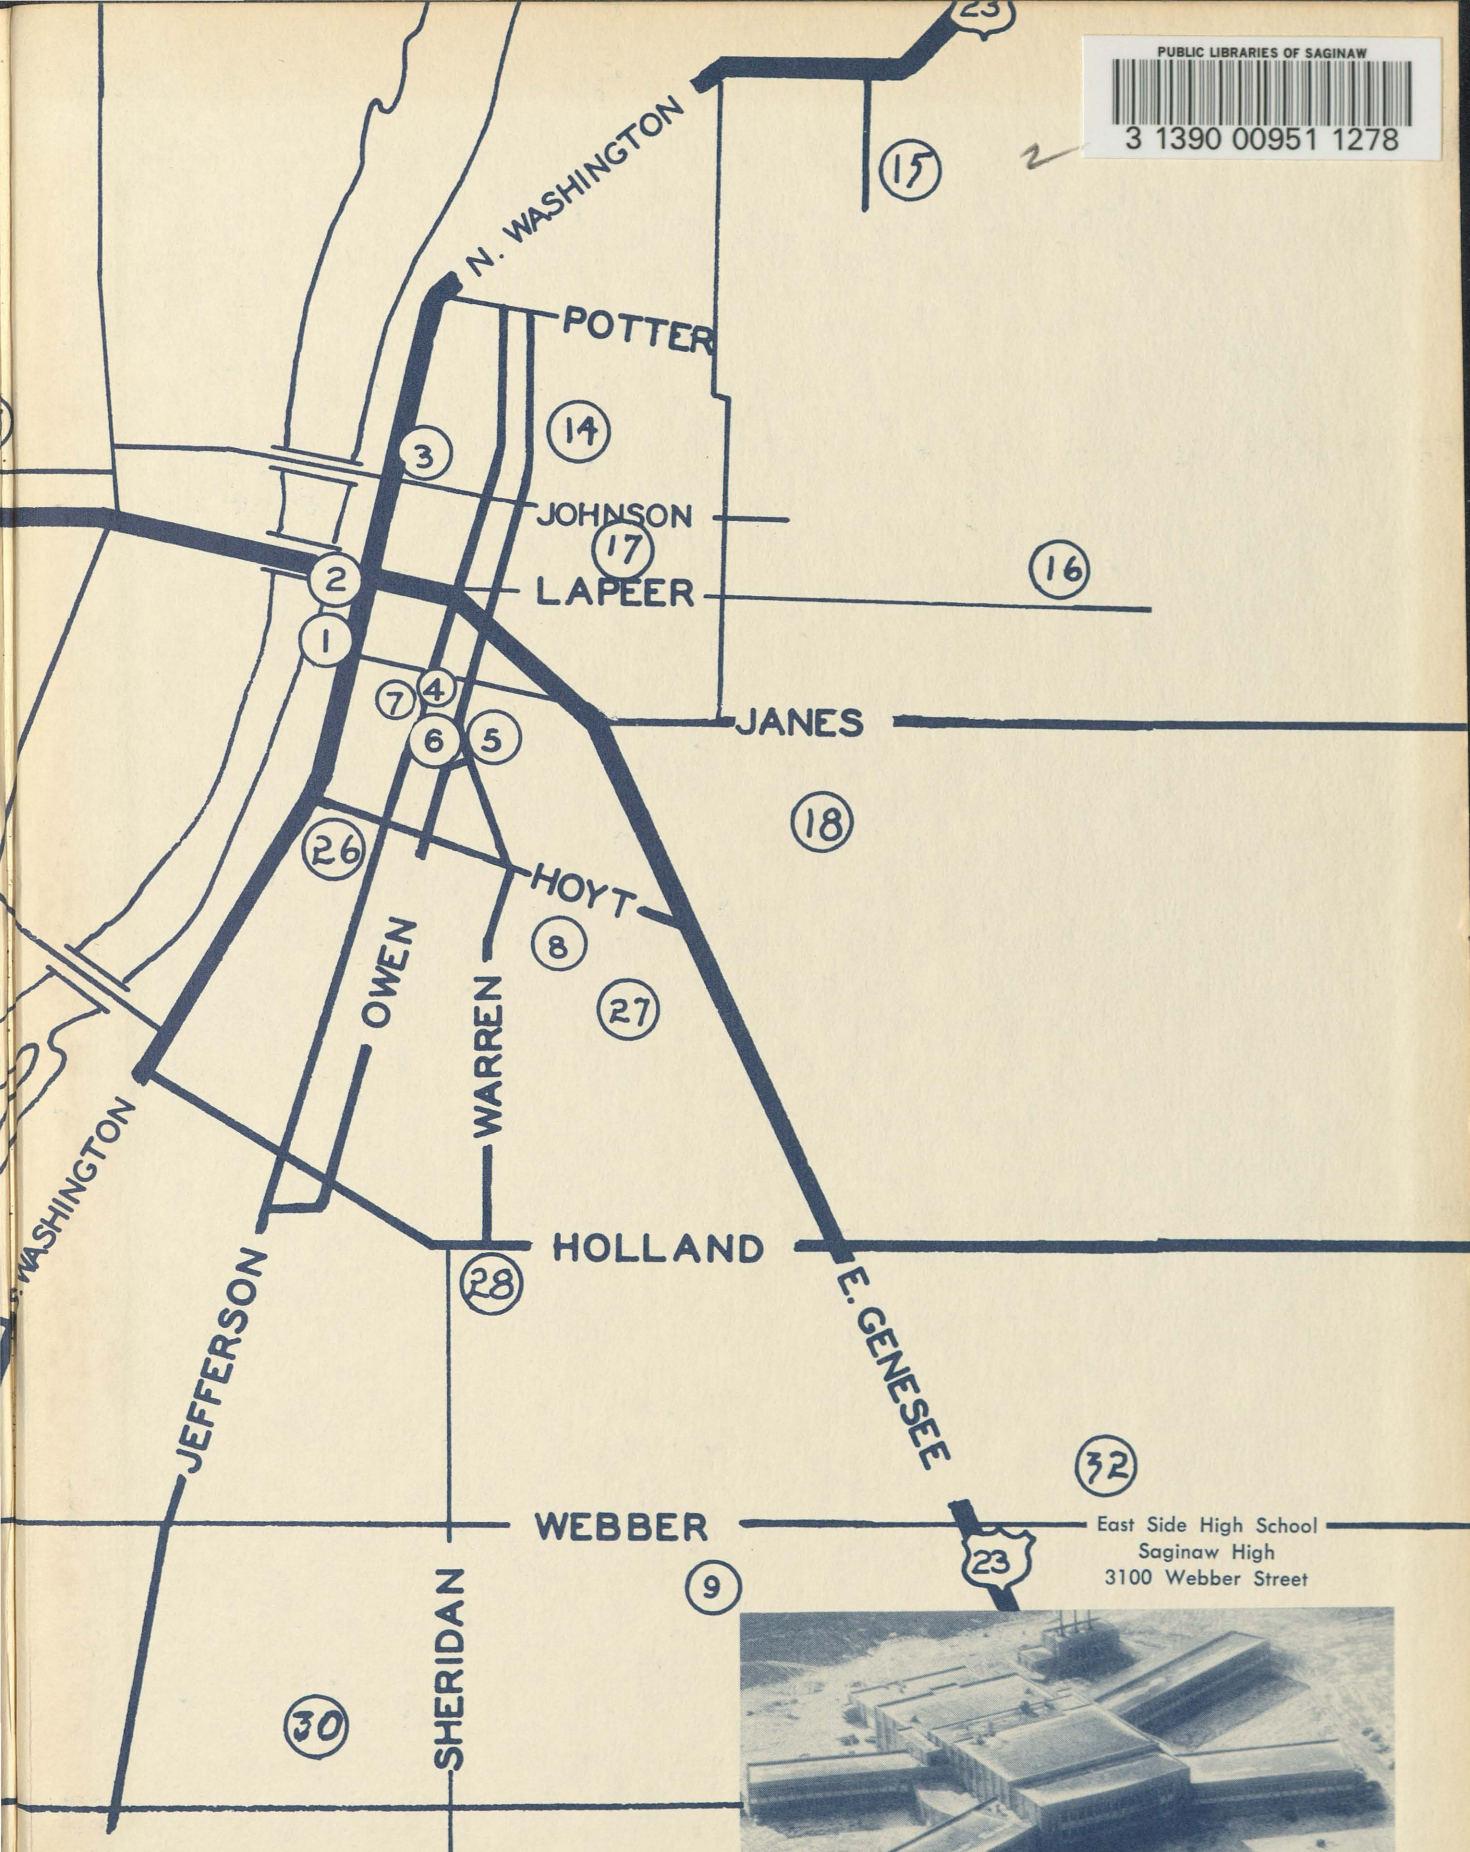 23
PUBLIC LIBRARIES OF SAGINAW
3 1390 00951 1278
2
15
N. WASHINGTON
POTTER
14
3
JOHNSON
17
16
2
LAPEER
1
7
4
6
5
JANES
18
26
HOYT
8
OWEN
27
WARREN
WASHINGTON
HOLLAND
28
JEFFERSON
E. GENESEE
32
WEBBER
East Side High School
Saginaw High
3100 Webber Street
23
9
SHERIDAN
30